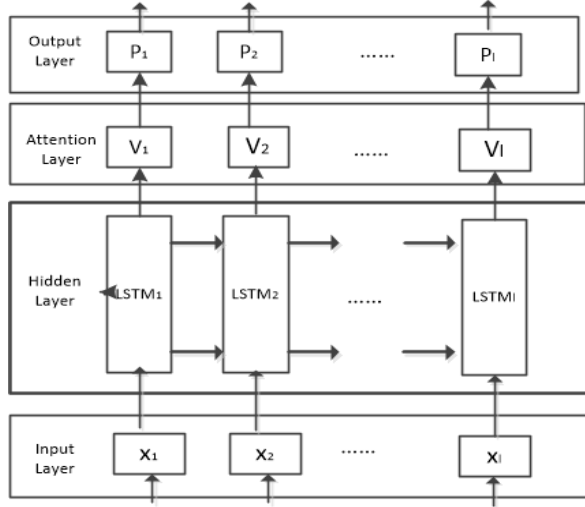 Output
Layer
P₁ P₂ ...... Pₗ
Attention
Layer
V₁ V₂ ...... Vₗ
Hidden
Layer
LSTM₁ LSTM₂ ...... LSTMₗ
Input
Layer
x₁ x₂ ...... xₗ